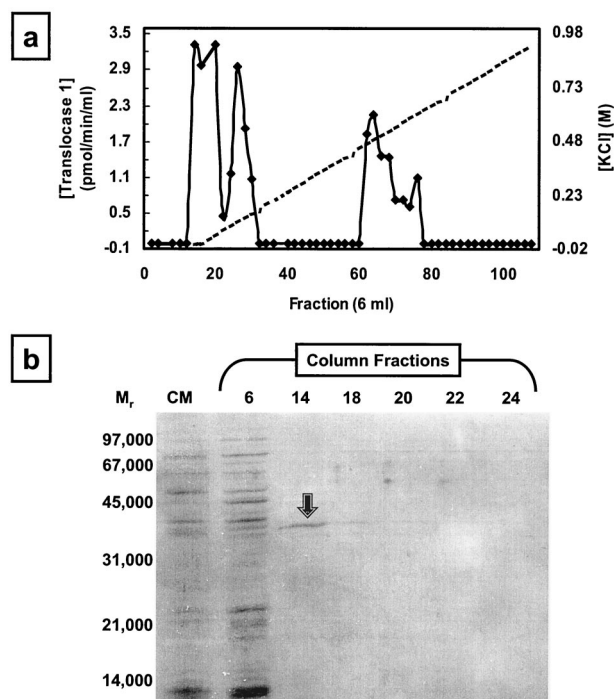 a
3.5
2.9
2.3
1.7
1.1
0.5
-0.1
[Translocase 1]
(pmol/min/ml)
0.98
0.73
0.48
0.23
-0.02
[KCl] (M)
0 20 40 60 80 100
Fraction (6 ml)
b
Column Fractions
Mr CM 6 14 18 20 22 24
97,000
67,000
45,000
31,000
21,000
14,000